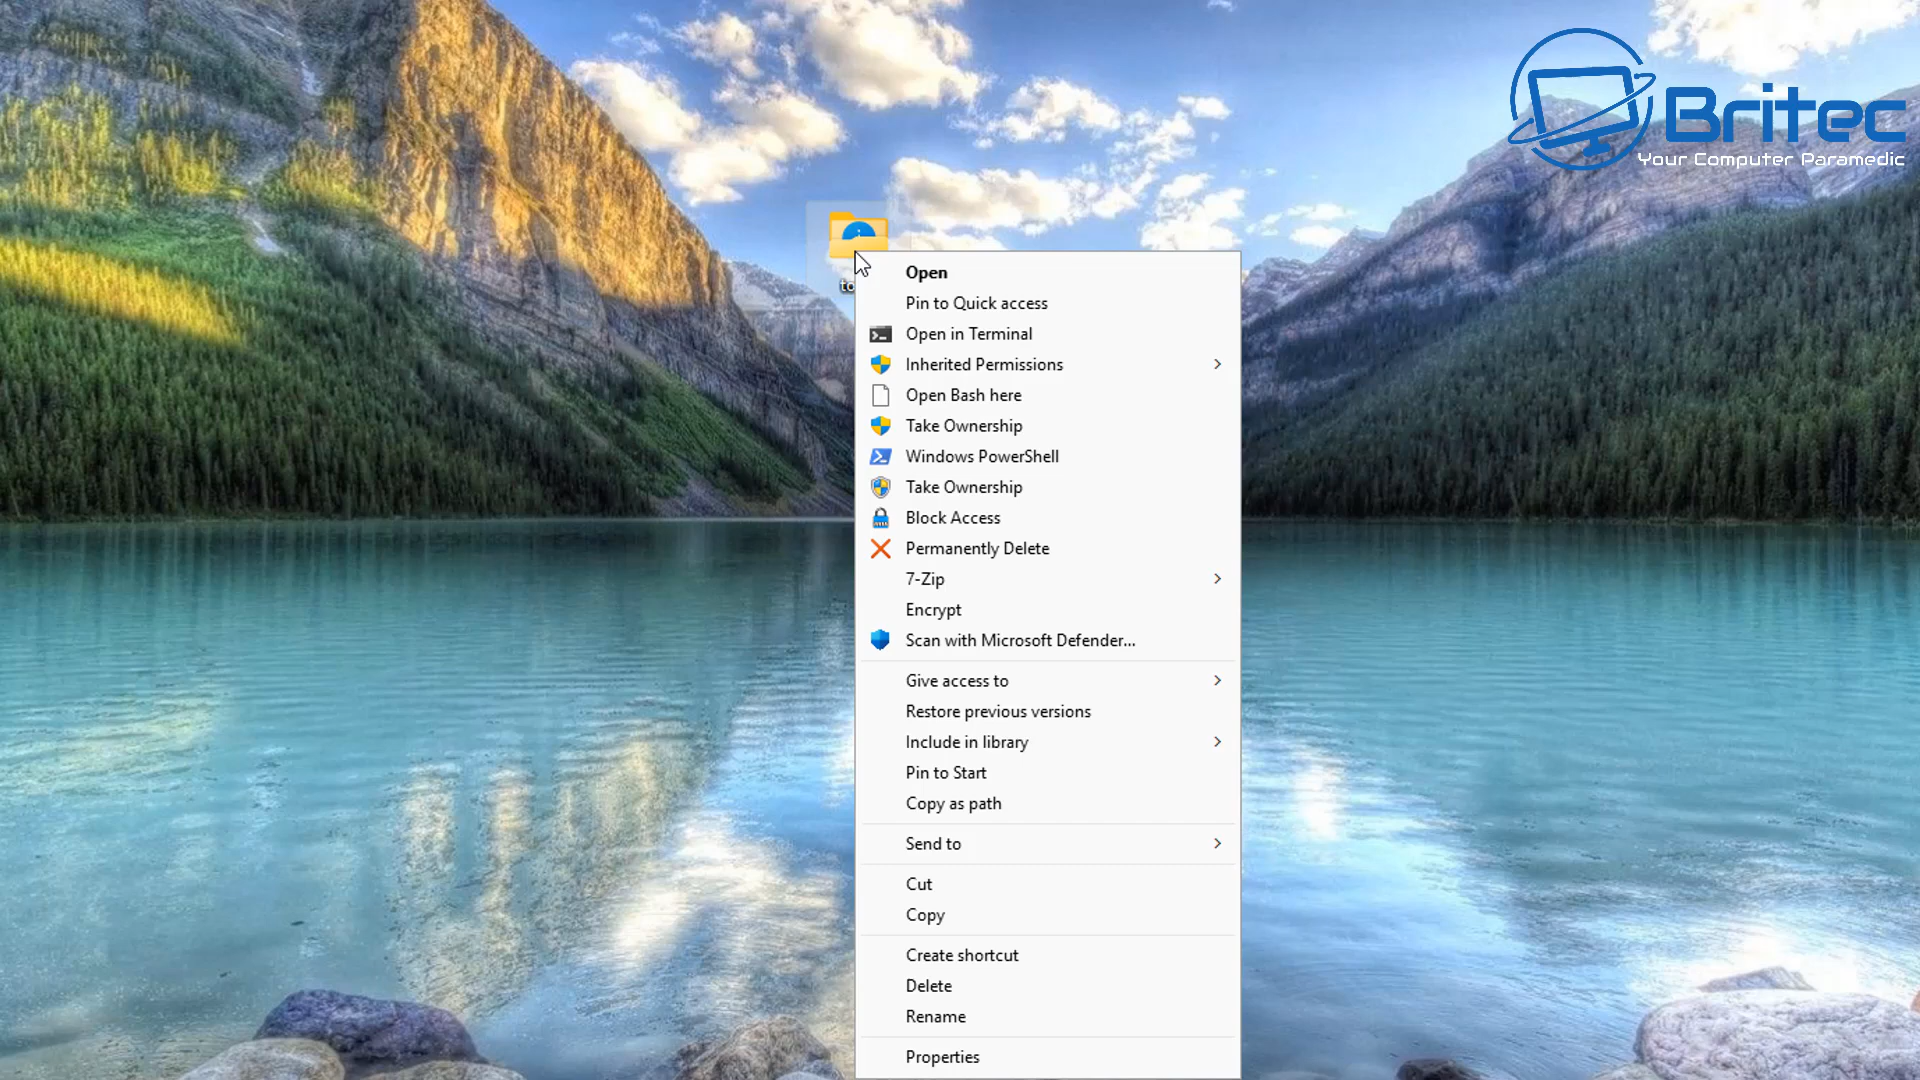 Britec
Your Computer Paramedic
to
Open
Pin to Quick access
Open in Terminal
Inherited Permissions
Open Bash here
Take Ownership
Windows PowerShell
Take Ownership
Block Access
Permanently Delete
7-Zip
Encrypt
Scan with Microsoft Defender...
Give access to
Restore previous versions
Include in library
Pin to Start
Copy as path
Send to
Cut
Copy
Create shortcut
Delete
Rename
Properties